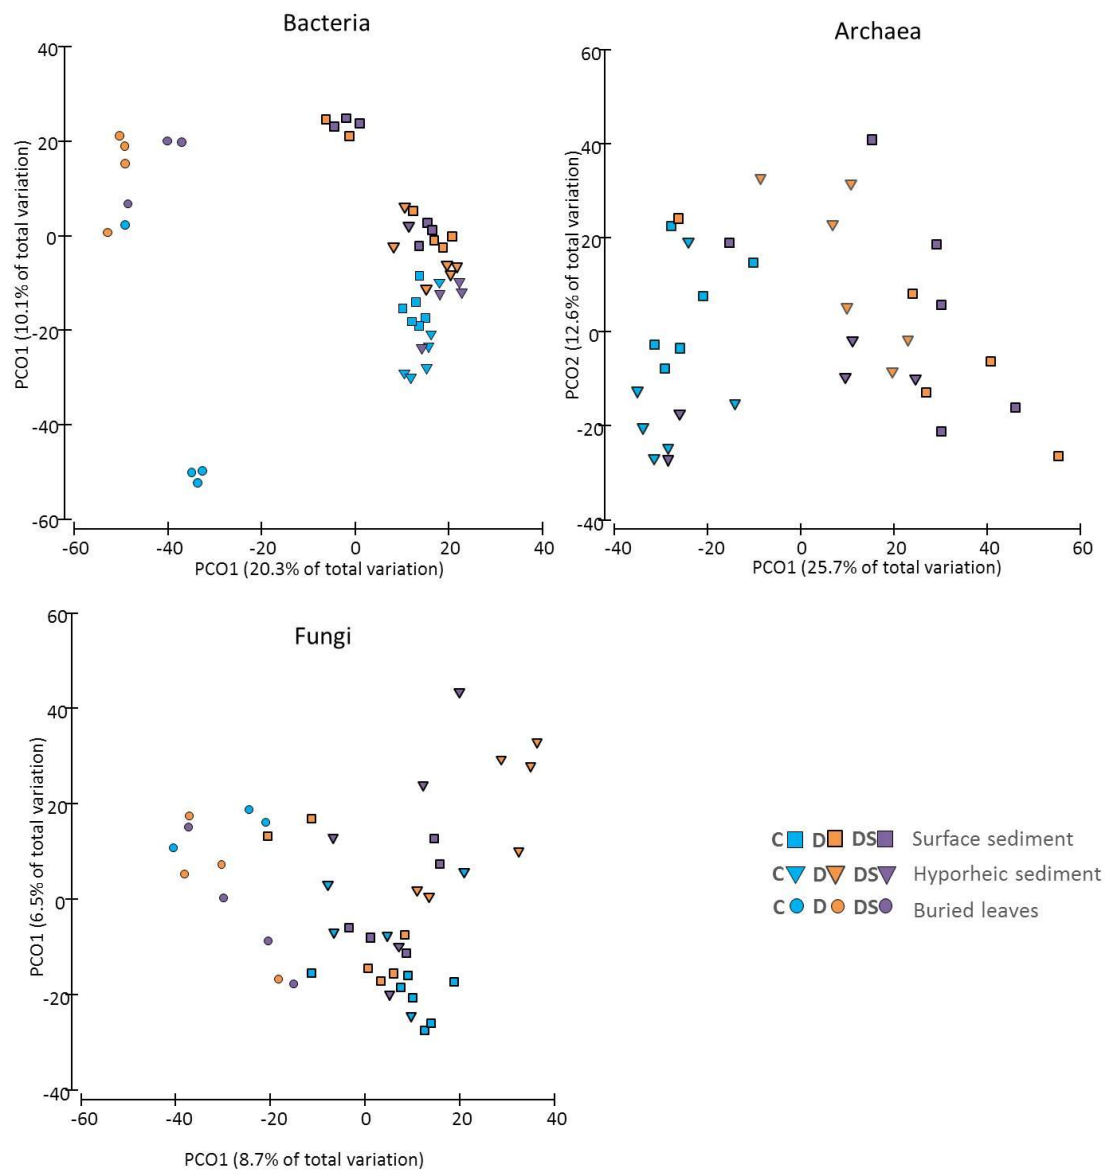 Bacteria
40
20
0
-20
-40
-60
PCO1 (10.1% of total variation)
-60 -40 -20 0 20 40
PCO1 (20.3% of total variation)
Archaea
60
40
20
0
-20
-40
PCO2 (12.6% of total variation)
-40 -20 0 20 40 60
PCO1 (25.7% of total variation)
Fungi
60
40
20
0
-20
-40
PCO1 (6.5% of total variation)
-60 -40 -20 0 20 40
PCO1 (8.7% of total variation)
C D DS Surface sediment
C D DS Hyporheic sediment
C D DS Buried leaves